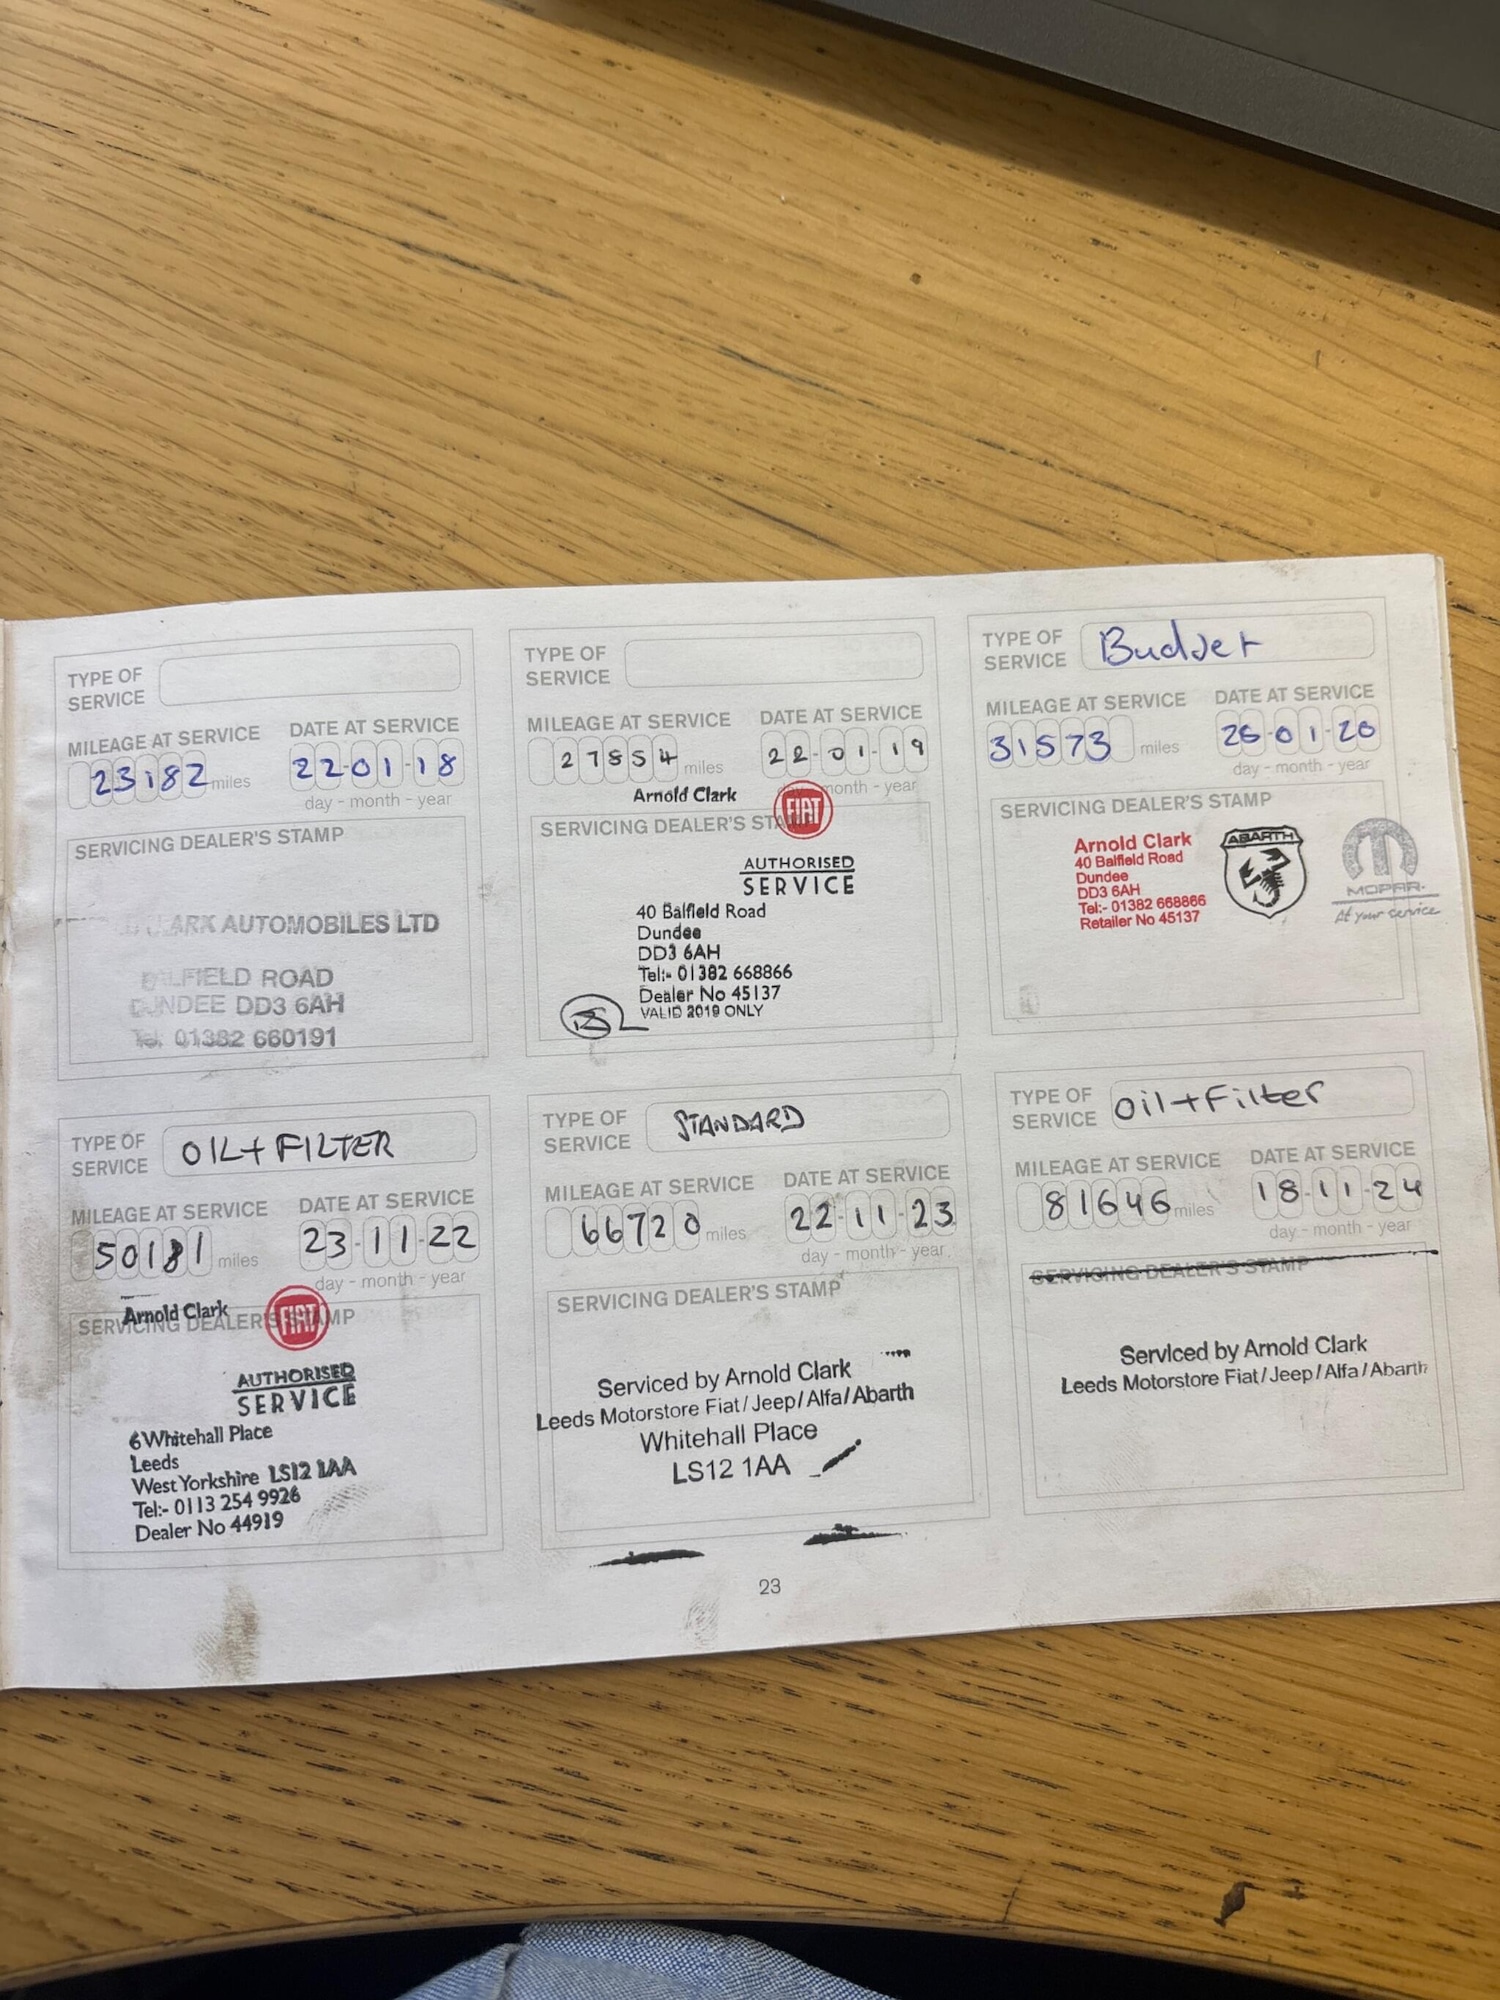 TYPE OF SERVICE
MILEAGE AT SERVICE DATE AT SERVICE
23182 miles 22-01-18
day - month - year
SERVICING DEALER'S STAMP
CLARK AUTOMOBILES LTD
BALFIELD ROAD
DUNDEE DD3 6AH
Tel: 01382 660191
TYPE OF SERVICE
MILEAGE AT SERVICE DATE AT SERVICE
27854 miles 22-01-19
month - year
Arnold Clark FIAT
SERVICING DEALER'S STAMP
AUTHORISED
SERVICE
40 Balfield Road
Dundee
DD3 6AH
Tel:- 01382 668866
Dealer No 45137
VALID 2019 ONLY
TYPE OF SERVICE Budget
MILEAGE AT SERVICE DATE AT SERVICE
31573 miles 01-20
day - month - year
SERVICING DEALER'S STAMP
Arnold Clark
40 Balfield Road
Dundee
DD3 6AH
Tel:- 01382 668866
Retailer No 45137
ABARTH
MOPAR.
At your service
TYPE OF SERVICE OIL+FILTER
MILEAGE AT SERVICE DATE AT SERVICE
50181 miles 23-11-22
day - month - year
Arnold Clark FIAT
SERVICING DEALER'S STAMP
AUTHORISED
SERVICE
6 Whitehall Place
Leeds
West Yorkshire LS12 1AA
Tel:- 0113 254 9926
Dealer No 44919
TYPE OF SERVICE STANDARD
MILEAGE AT SERVICE DATE AT SERVICE
66720 miles 22-11-23
day - month - year
SERVICING DEALER'S STAMP
Serviced by Arnold Clark
Leeds Motorstore Fiat/Jeep/Alfa/Abarth
Whitehall Place
LS12 1AA
TYPE OF SERVICE Oil+Filter
MILEAGE AT SERVICE DATE AT SERVICE
81646 miles 18-11-24
day - month - year
SERVICING DEALER'S STAMP
Serviced by Arnold Clark
Leeds Motorstore Fiat/Jeep/Alfa/Abarth
23